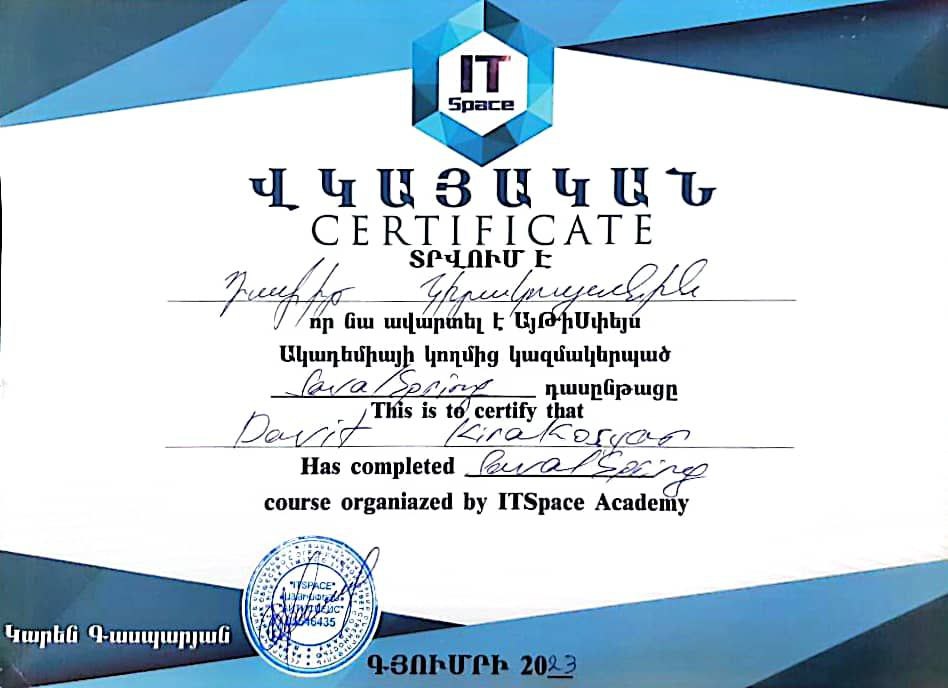 IT
Space
ՎԿԱՅԱԿԱՆ
CERTIFICATE
ՏՐՎՈՒՄ Է
Դավիթ Կիրակոսյանին
որ նա ավարտել է ԱյԹիՍփեյս
Ակադեմիայի կողմից կազմակերպած
Java/Spring դասընթացը
This is to certify that
Davit Kirakosyan
Has completed Java/Spring
course organiazed by ITSpace Academy
"ITSPACE"
Կարեն Գասպարյան
ԳՅՈՒՄՐԻ 2023